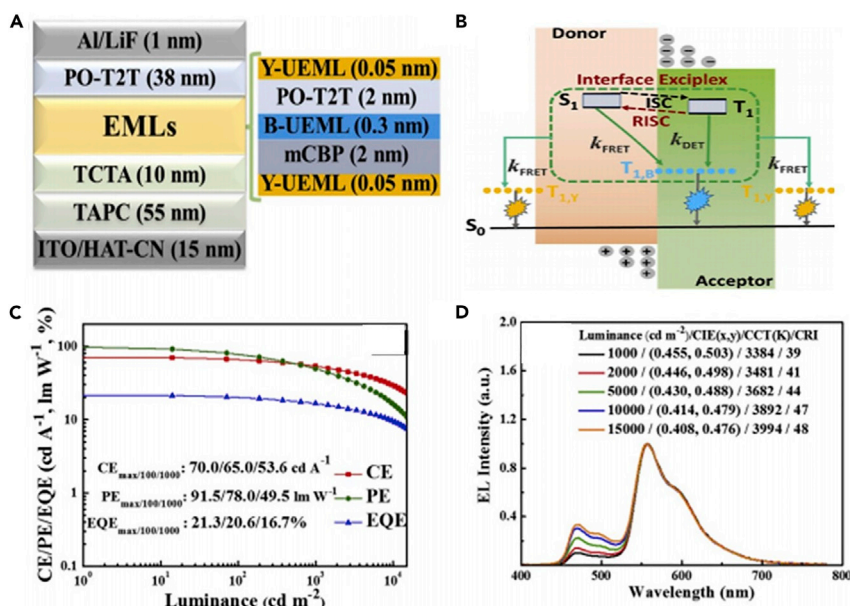 A
Al/LiF (1 nm)
PO-T2T (38 nm)
EMLs
TCTA (10 nm)
TAPC (55 nm)
ITO/HAT-CN (15 nm)
Y-UEML (0.05 nm)
PO-T2T (2 nm)
B-UEML (0.3 nm)
mCBP (2 nm)
Y-UEML (0.05 nm)
B
Donor
Interface Exciplex
S1
ISC
T1
RISC
kFRET
kDET
kFRET
kFRET
T1,B
T1,Y
T1,Y
S0
Acceptor
C
CE/PE/EQE (cd A-1, lm W-1, %)
100
10
1
0.1
CEmax/100/1000: 70.0/65.0/53.6 cd A-1
PEmax/100/1000: 91.5/78.0/49.5 lm W-1
EQEmax/100/1000: 21.3/20.6/16.7%
CE
PE
EQE
10^0
10^1
10^2
10^3
10^4
Luminance (cd m-2)
D
EL Intensity (a.u.)
2.0
1.6
1.2
0.8
0.4
Luminance (cd m-2)/CIE(x,y)/CCT(K)/CRI
1000 / (0.455, 0.503) / 3384 / 39
2000 / (0.446, 0.498) / 3481 / 41
5000 / (0.430, 0.488) / 3682 / 44
10000 / (0.414, 0.479) / 3892 / 47
15000 / (0.408, 0.476) / 3994 / 48
400
500
600
700
800
Wavelength (nm)